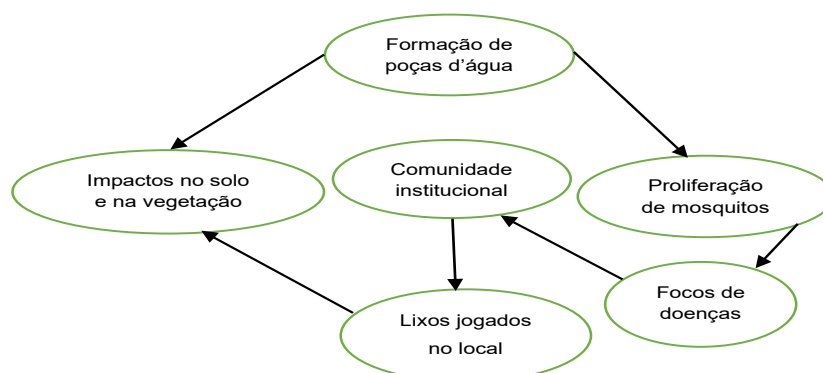 Formação de
poças d’água
Impactos no solo
e na vegetação
Comunidade
institucional
Proliferação
de mosquitos
Lixos jogados
no local
Focos de
doenças